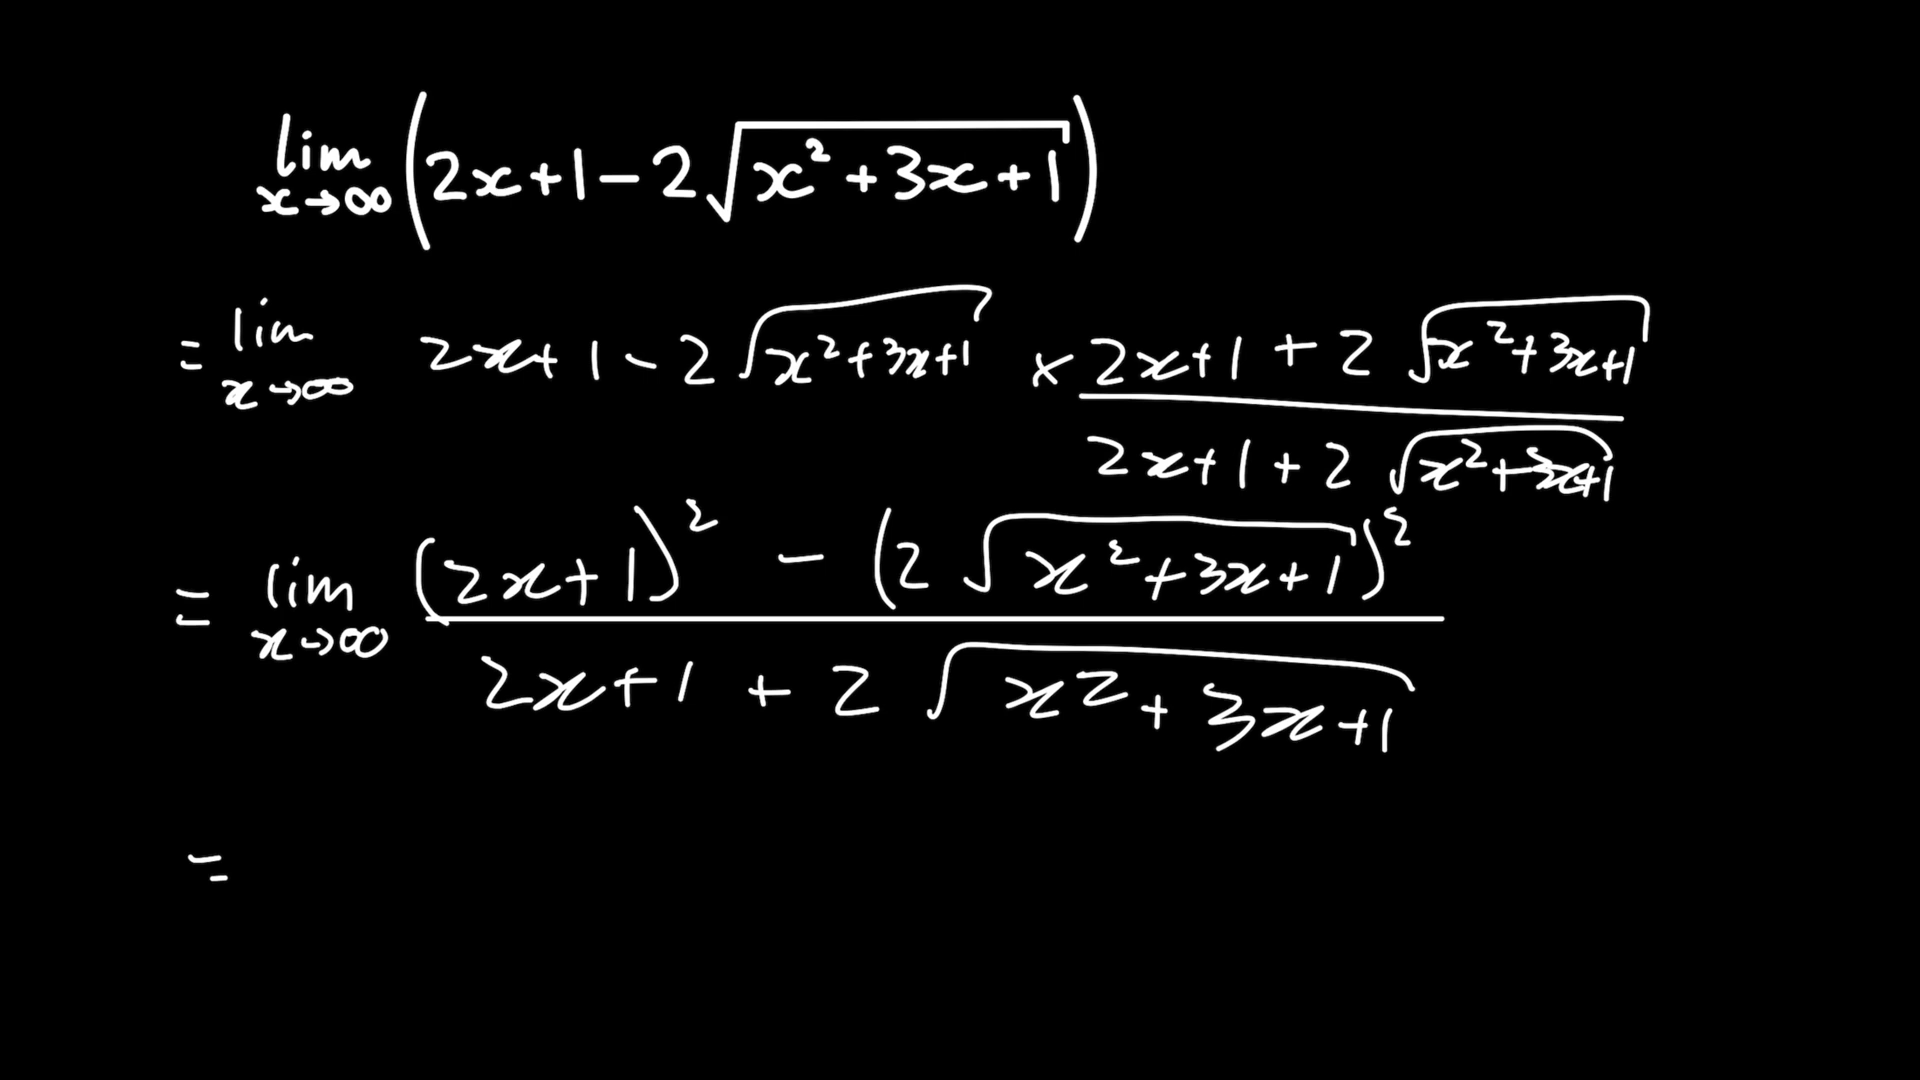 lim x→∞ (2x+1-2√(x²+3x+1))
= lim x→∞ 2x+1-2√(x²+3x+1) × (2x+1+2√(x²+3x+1))/(2x+1+2√(x²+3x+1))
= lim x→∞ ((2x+1)² - (2√(x²+3x+1))²)/(2x+1+2√(x²+3x+1))
=